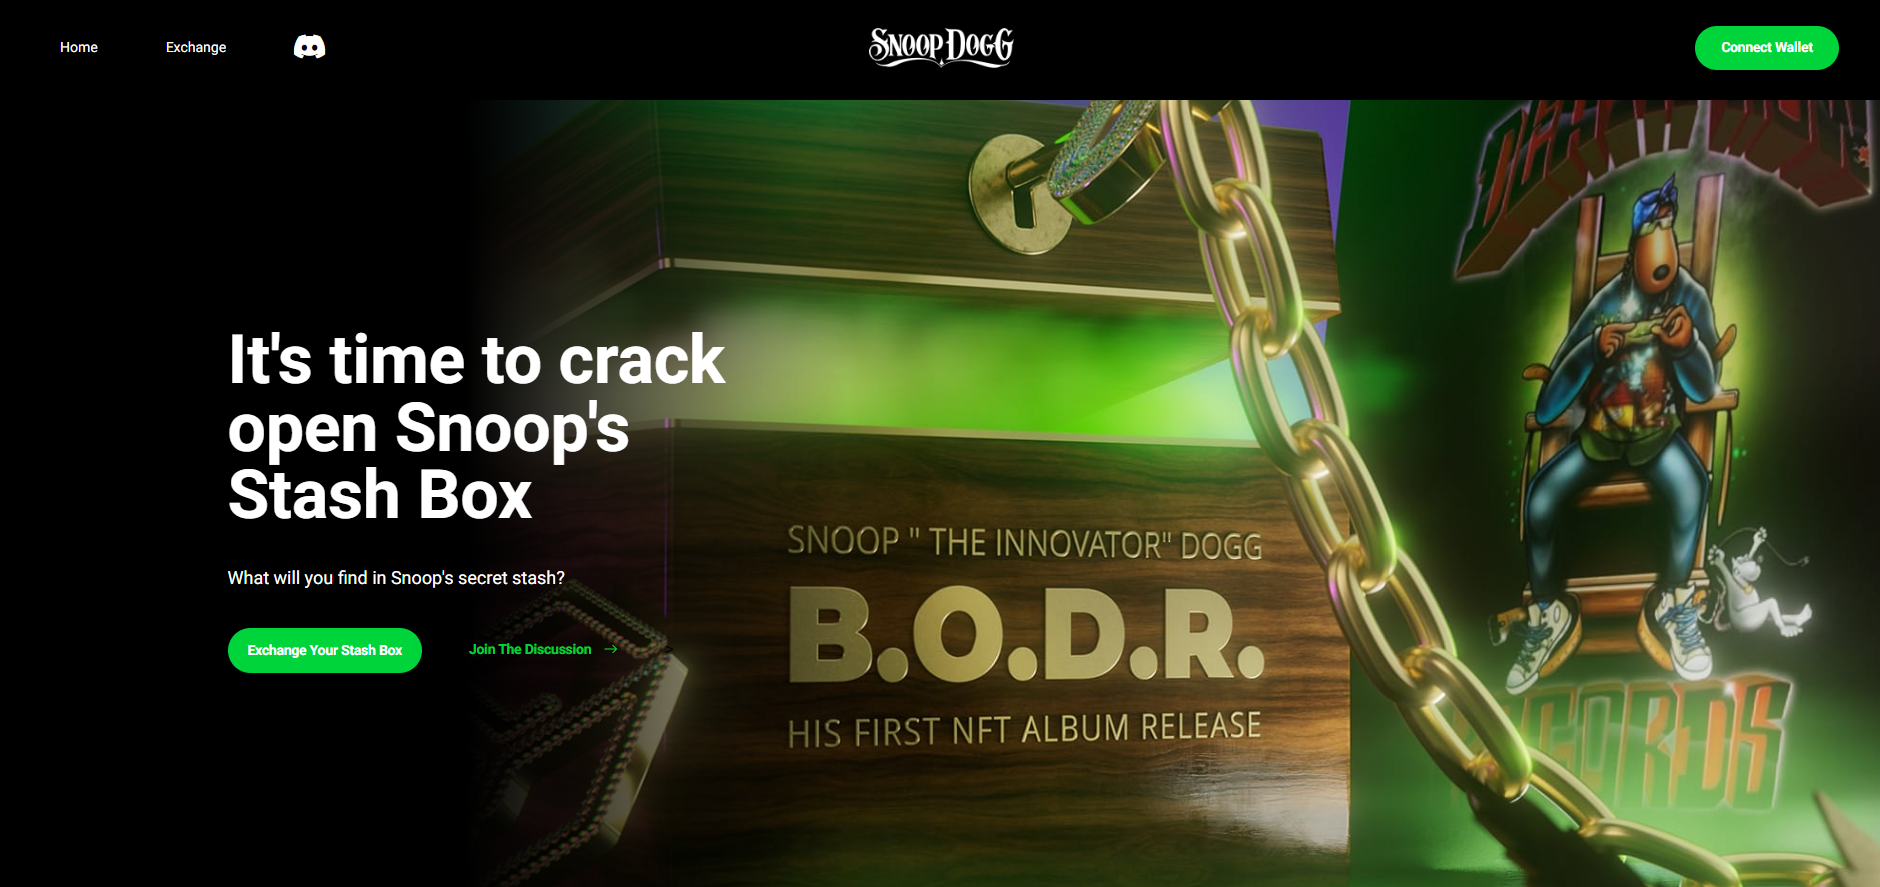 Home
Exchange
SNOOP DOGG
Connect Wallet
It's time to crack
open Snoop's
Stash Box
What will you find in Snoop's secret stash?
Exchange Your Stash Box
Join The Discussion →
SNOOP " THE INNOVATOR" DOGG
B.O.D.R.
HIS FIRST NFT ALBUM RELEASE